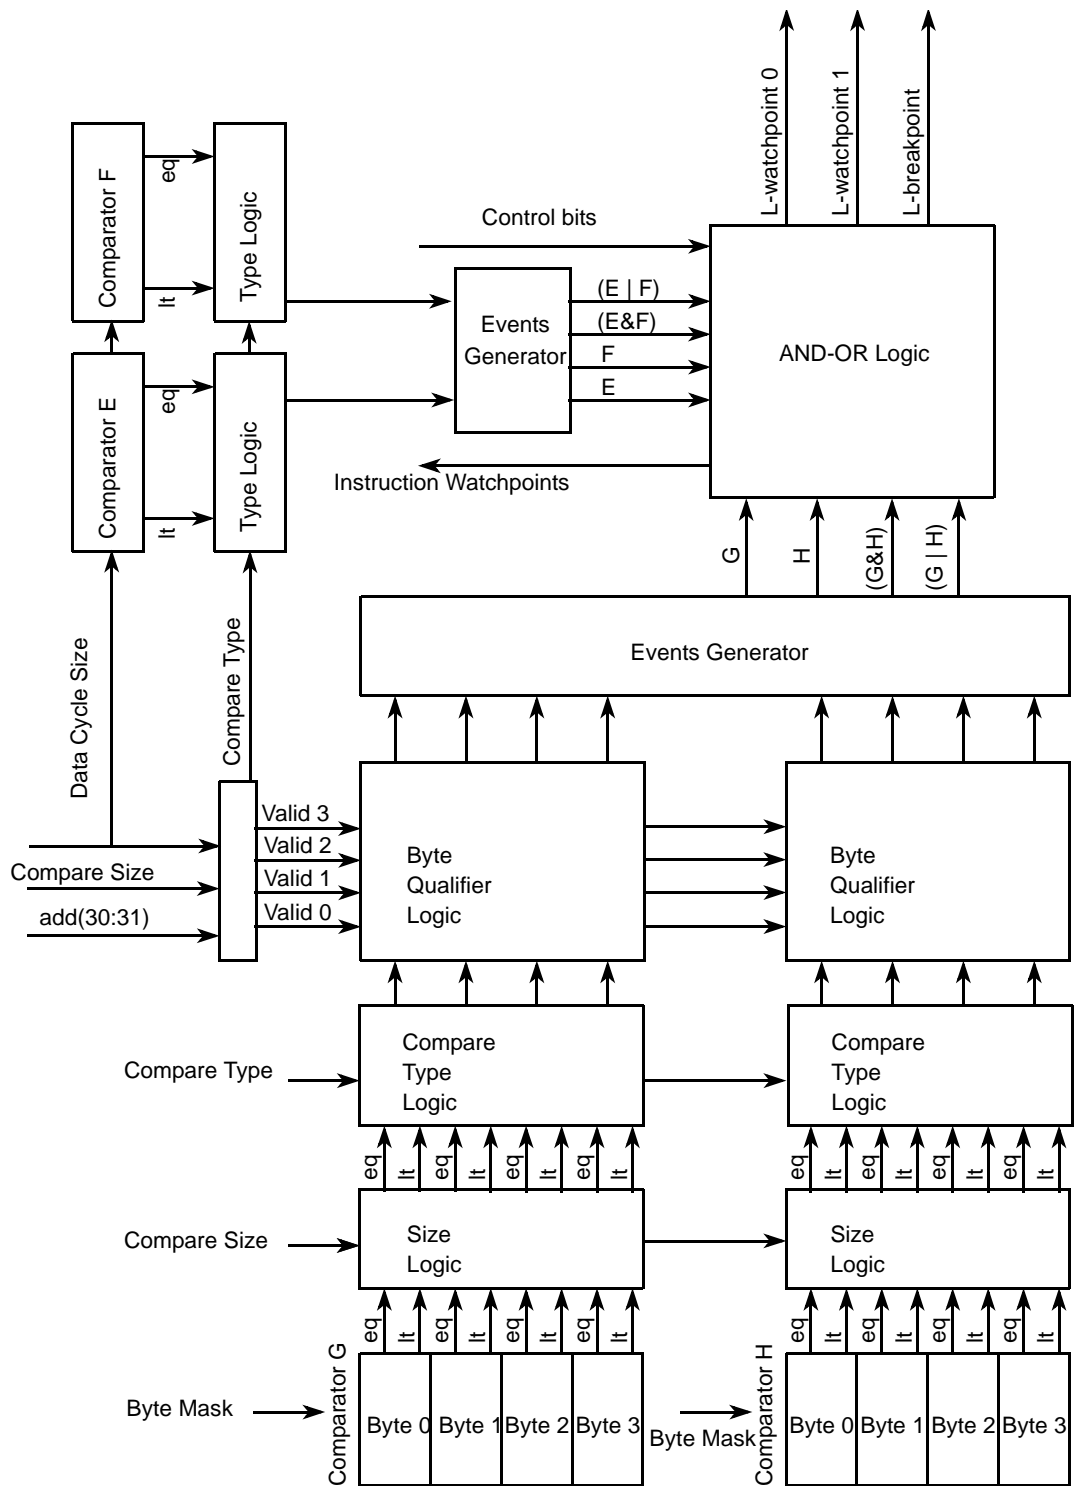 L-watchpoint 0
L-watchpoint 1
L-breakpoint
Comparator F
eq
lt
Type Logic
Control bits
Events
Generator
(E | F)
(E&F)
F
E
AND-OR Logic
Comparator E
eq
lt
Type Logic
Instruction Watchpoints
G
H
(G&H)
(G | H)
Events Generator
Data Cycle Size
Compare Type
Compare Size
add(30:31)
Valid 3
Valid 2
Valid 1
Valid 0
Byte
Qualifier
Logic
Byte
Qualifier
Logic
Compare Type
Compare
Type
Logic
Compare
Type
Logic
eq
lt
eq
lt
eq
lt
eq
lt
eq
lt
eq
lt
eq
lt
eq
lt
Compare Size
Size
Logic
Size
Logic
eq
lt
eq
lt
eq
lt
eq
lt
eq
lt
eq
lt
eq
lt
eq
lt
Byte Mask
Comparator G
Byte 0
Byte 1
Byte 2
Byte 3
Byte Mask
Comparator H
Byte 0
Byte 1
Byte 2
Byte 3